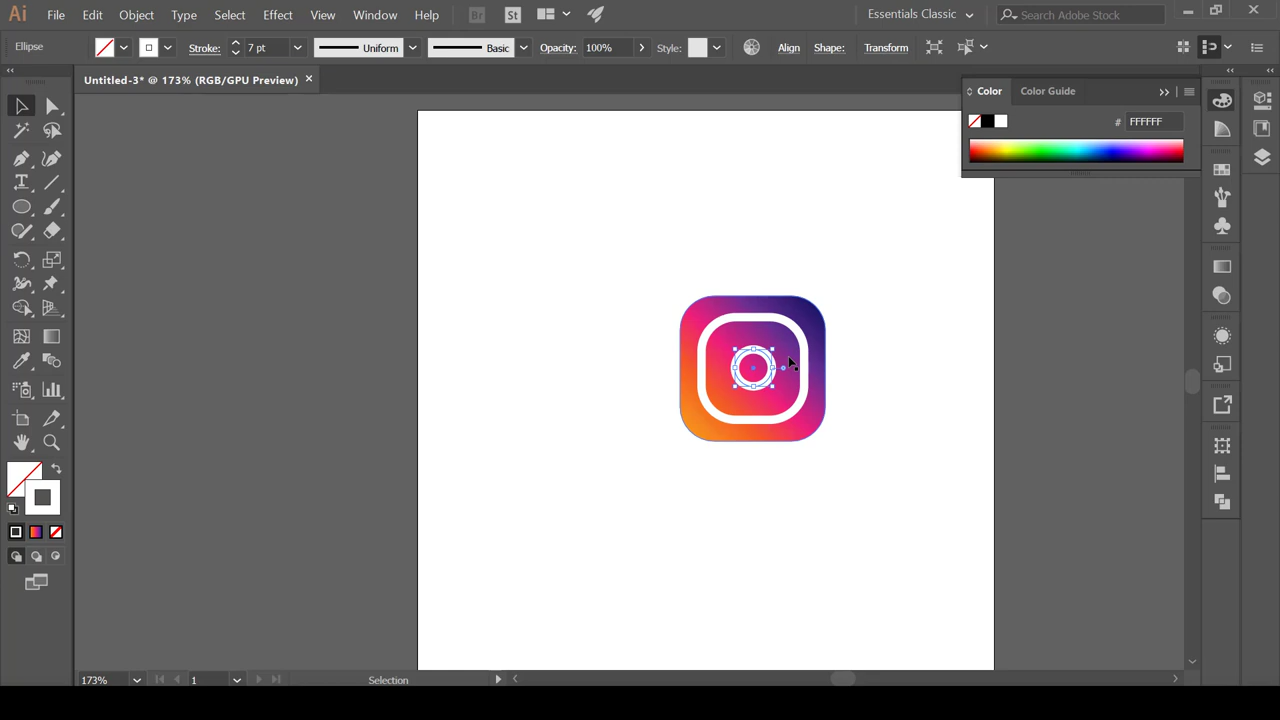 Ai File Edit Object Type Select Effect View Window Help Br St Essentials Classic Search Adobe Stock
Ellipse Stroke: 7 pt Uniform Basic Opacity: 100% Style: Align Shape: Transform
Untitled-3* @ 173% (RGB/GPU Preview) ×
Color Color Guide
# FFFFFF
T
173% 1 Selection